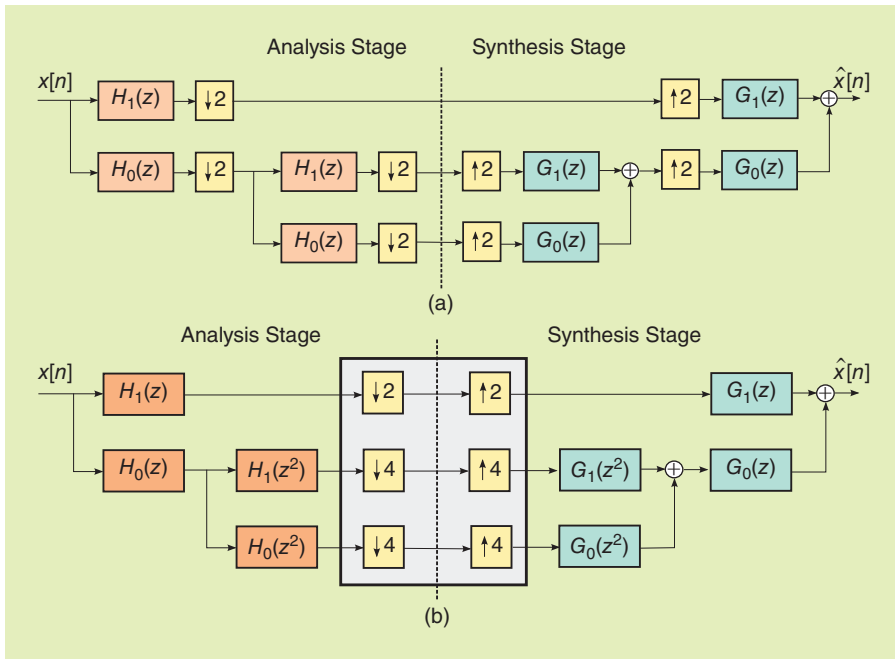 Analysis Stage Synthesis Stage
x[n] H₁(z) ↓2 ↑2 G₁(z) x̂[n]
H₀(z) ↓2 H₁(z) ↓2 ↑2 G₁(z) ↑2 G₀(z)
H₀(z) ↓2 ↑2 G₀(z)
(a)
Analysis Stage Synthesis Stage
x[n] H₁(z) ↓2 ↑2 G₁(z) x̂[n]
H₀(z) H₁(z²) ↓4 ↑4 G₁(z²) G₀(z)
H₀(z²) ↓4 ↑4 G₀(z²)
(b)